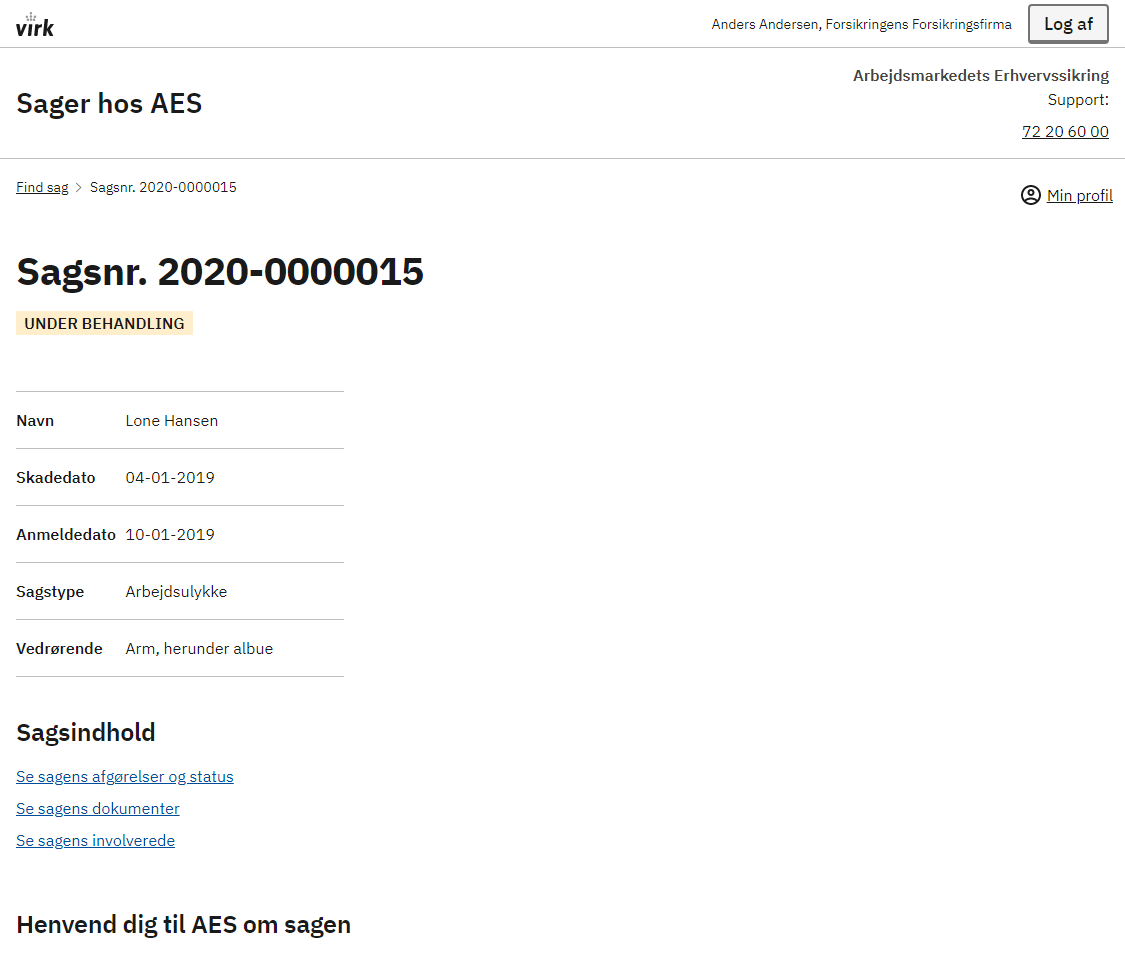 virk
Anders Andersen, Forsikringens Forsikringsfirma
Log af
Sager hos AES
Arbejdsmarkedets Erhvervssikring
Support:
72 20 60 00
Find sag > Sagsnr. 2020-0000015
Min profil
Sagsnr. 2020-0000015
UNDER BEHANDLING
Navn Lone Hansen
Skadedato 04-01-2019
Anmeldedato 10-01-2019
Sagstype Arbejdsulykke
Vedrørende Arm, herunder albue
Sagsindhold
Se sagens afgørelser og status
Se sagens dokumenter
Se sagens involverede
Henvend dig til AES om sagen